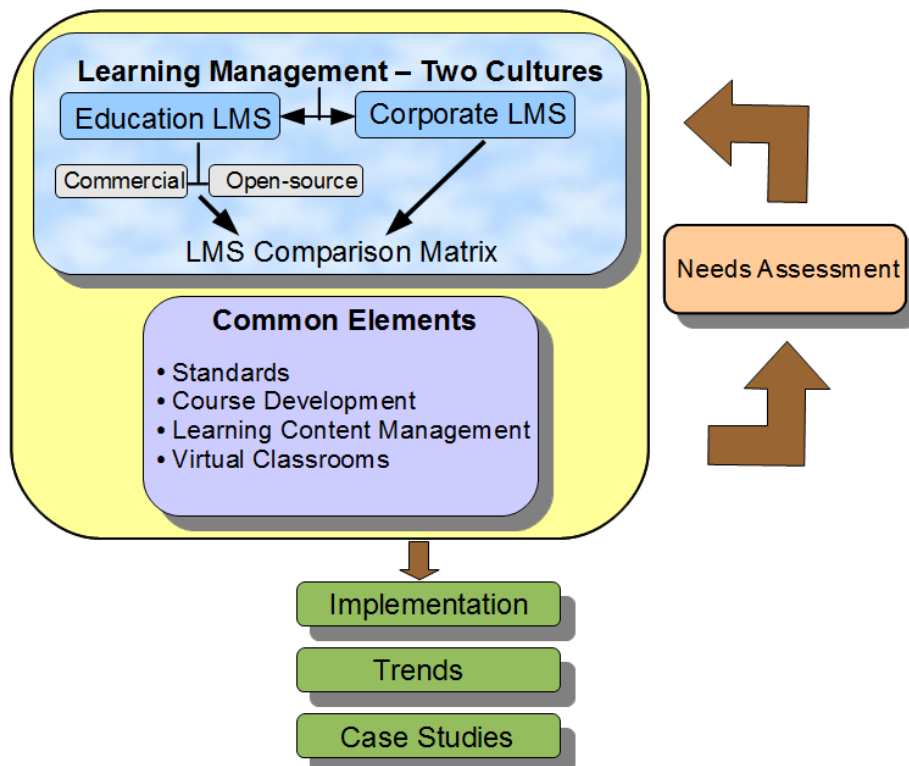 Learning Management – Two Cultures
Education LMS
Corporate LMS
Commercial
Open-source
LMS Comparison Matrix
Needs Assessment
Common Elements
• Standards
• Course Development
• Learning Content Management
• Virtual Classrooms
Implementation
Trends
Case Studies